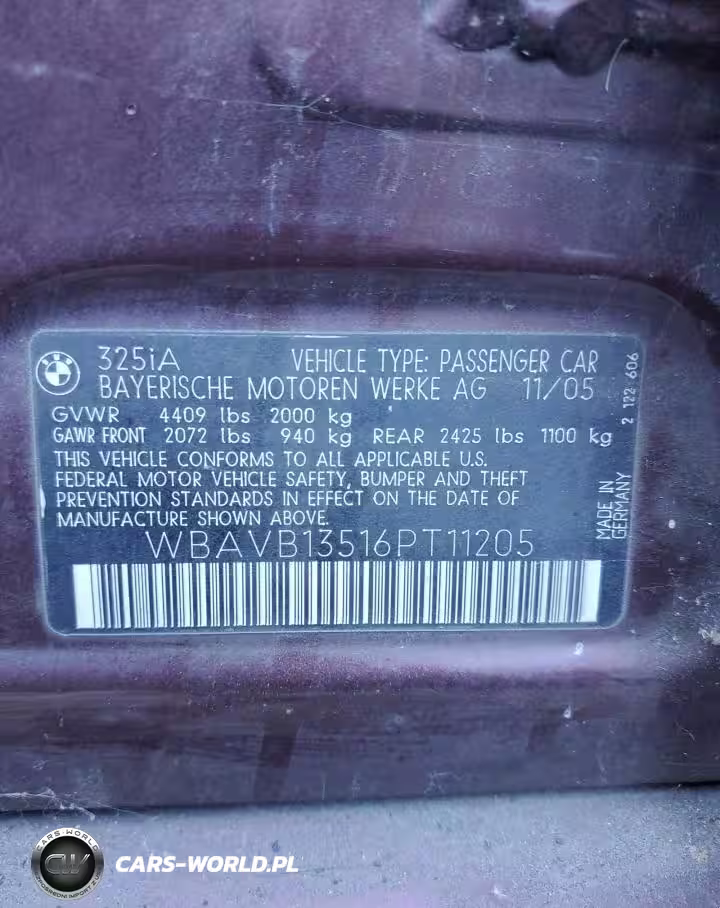 325iA VEHICLE TYPE: PASSENGER CAR
BAYERISCHE MOTOREN WERKE AG 11/05
GVWR 4409 lbs 2000 kg
GAWR FRONT 2072 lbs 940 kg REAR 2425 lbs 1100 kg
THIS VEHICLE CONFORMS TO ALL APPLICABLE U.S.
FEDERAL MOTOR VEHICLE SAFETY, BUMPER AND THEFT
PREVENTION STANDARDS IN EFFECT ON THE DATE OF
MANUFACTURE SHOWN ABOVE.
WBAVB13516PT11205
2 122 606
MADE IN
GERMANY
CARS-WORLD
CW
CARS-WORLD.PL